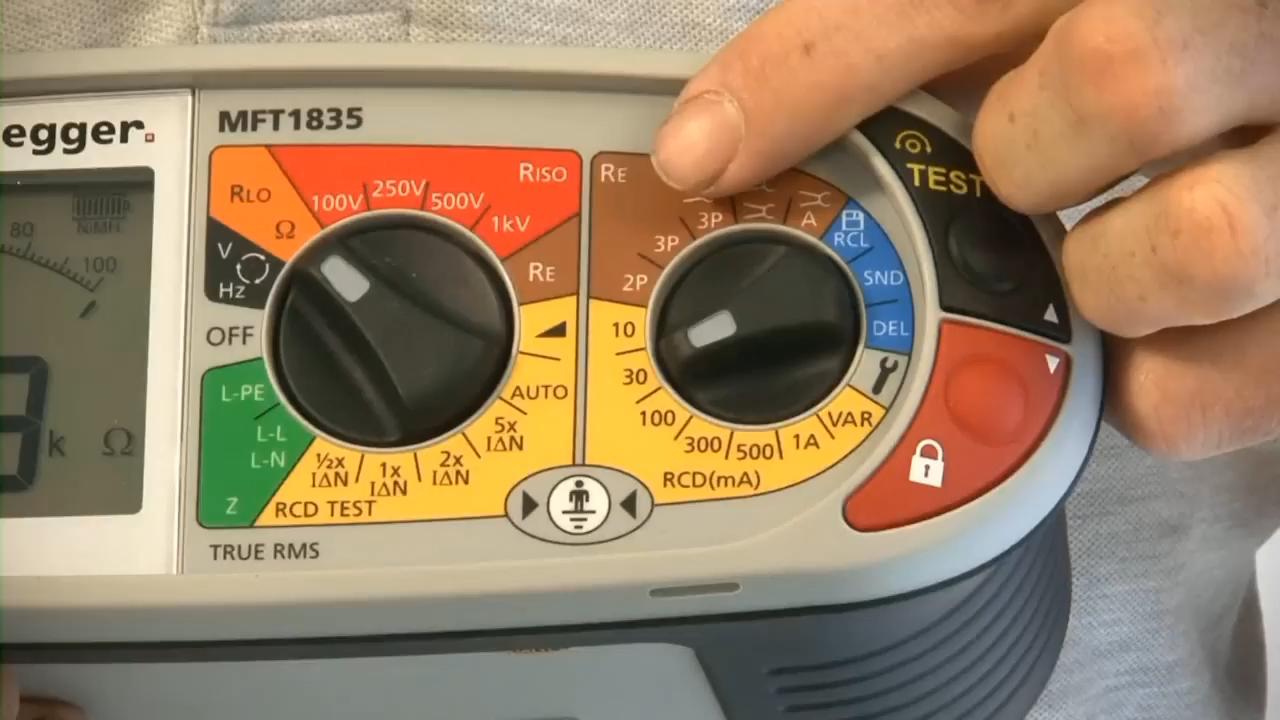 egger.
MFT1835
80
100
NiMH
k Ω
RLO
Ω
100V
250V
500V
1kV
RISO
RE
V
Hz
OFF
L-PE
L-L
L-N
Z
AUTO
½x
IΔN
1x
IΔN
2x
IΔN
5x
IΔN
RCD TEST
TRUE RMS
RE
2P
3P
3P
A
RCL
SND
DEL
10
30
100
300
500
1A
VAR
RCD(mA)
TEST